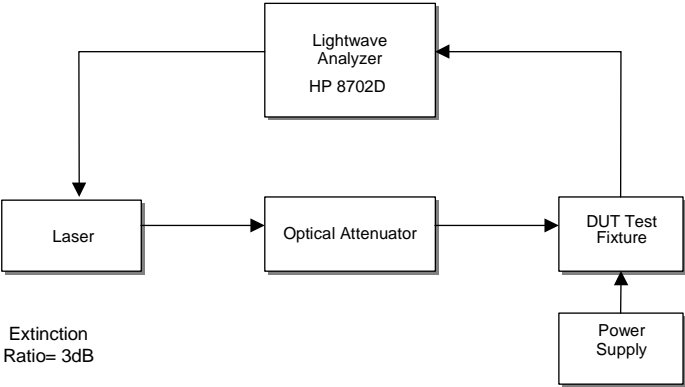 Lightwave
Analyzer
HP 8702D
Laser
Optical Attenuator
DUT Test
Fixture
Extinction
Ratio= 3dB
Power
Supply